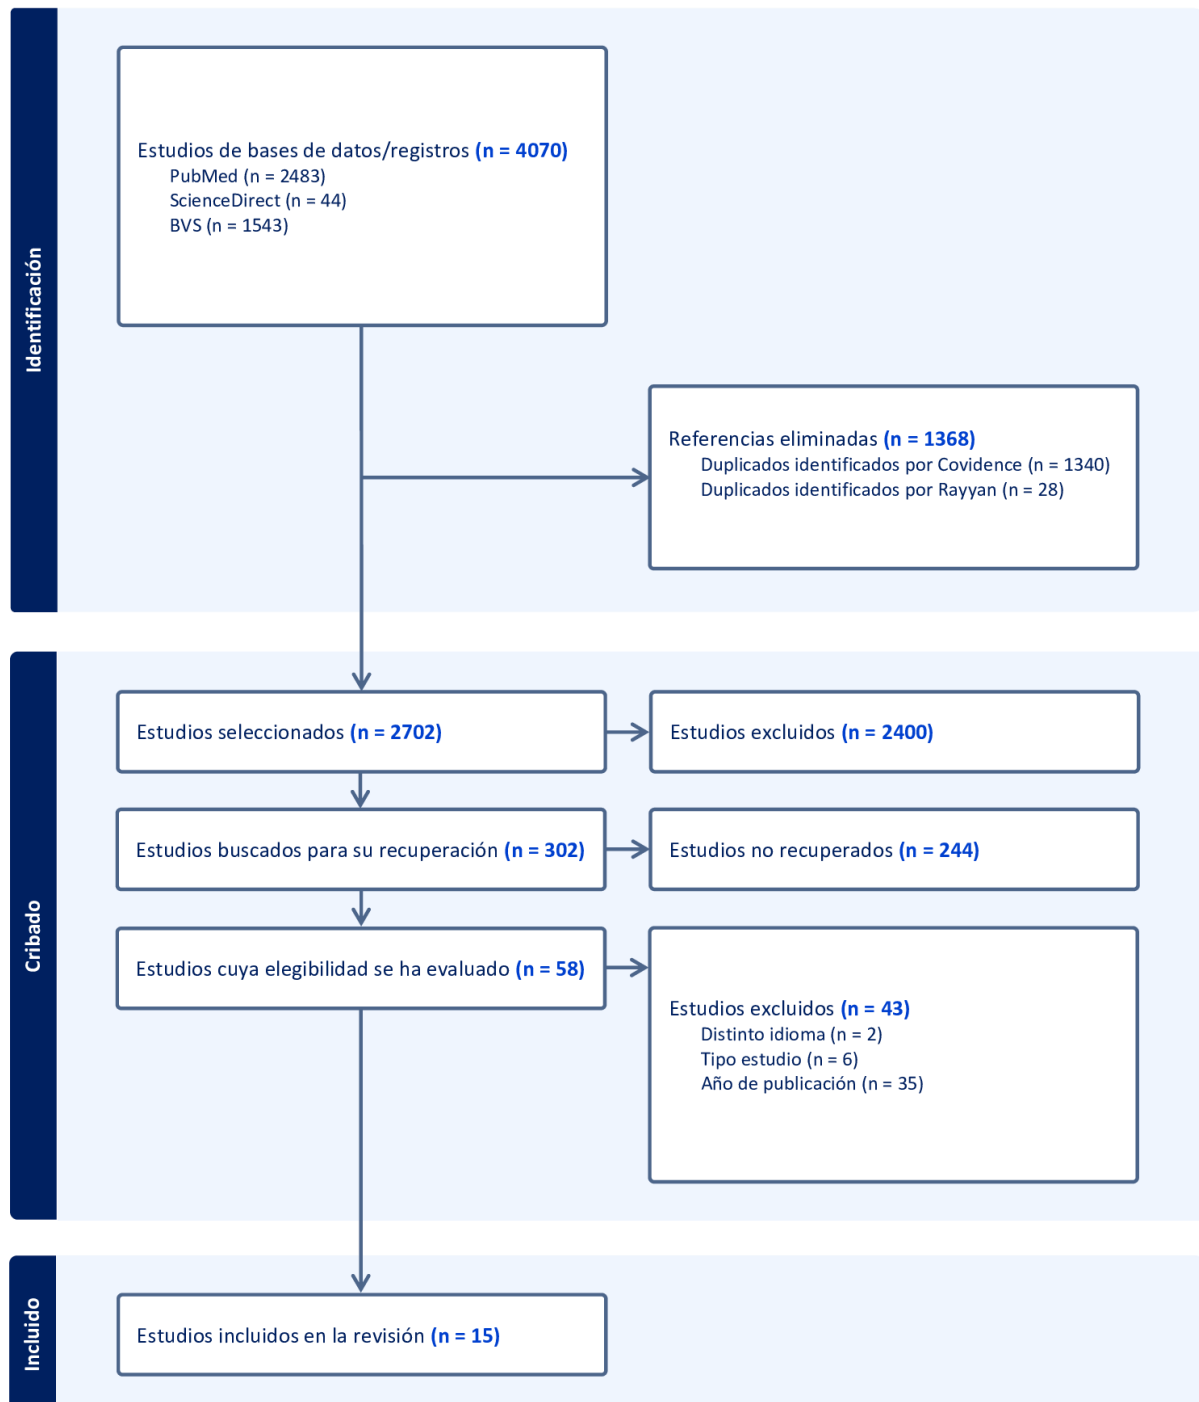 Identificación
Estudios de bases de datos/registros (n = 4070)
PubMed (n = 2483)
ScienceDirect (n = 44)
BVS (n = 1543)
Referencias eliminadas (n = 1368)
Duplicados identificados por Covidence (n = 1340)
Duplicados identificados por Rayyan (n = 28)
Cribado
Estudios seleccionados (n = 2702)
Estudios excluidos (n = 2400)
Estudios buscados para su recuperación (n = 302)
Estudios no recuperados (n = 244)
Estudios cuya elegibilidad se ha evaluado (n = 58)
Estudios excluidos (n = 43)
Distinto idioma (n = 2)
Tipo estudio (n = 6)
Año de publicación (n = 35)
Incluido
Estudios incluidos en la revisión (n = 15)